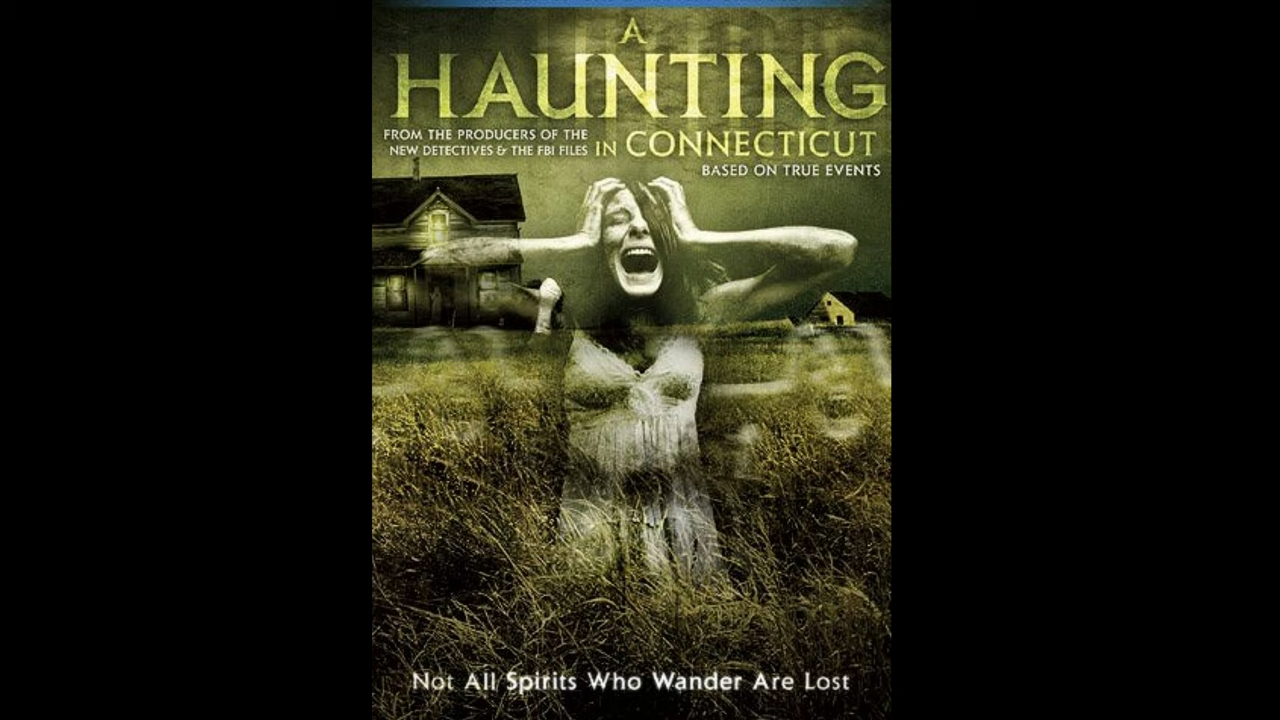 A
HAUNTING
FROM THE PRODUCERS OF THE
NEW DETECTIVES & THE FBI FILES
IN CONNECTICUT
BASED ON TRUE EVENTS
Not All Spirits Who Wander Are Lost